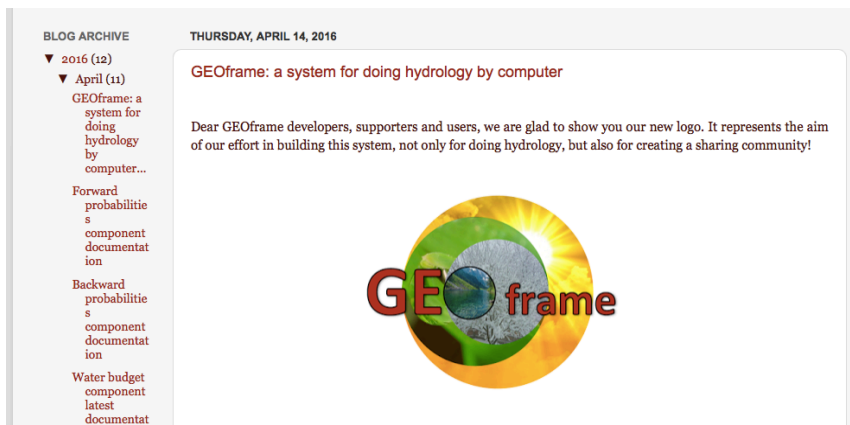 BLOG ARCHIVE
▼ 2016 (12)
▼ April (11)
GEOframe: a
system for
doing
hydrology
by
computer...
Forward
probabilitie
s
component
documentat
ion
Backward
probabilitie
s
component
documentat
ion
Water budget
component
latest
documentat
THURSDAY, APRIL 14, 2016
GEOframe: a system for doing hydrology by computer
Dear GEOframe developers, supporters and users, we are glad to show you our new logo. It represents the aim
of our effort in building this system, not only for doing hydrology, but also for creating a sharing community!
GEO frame